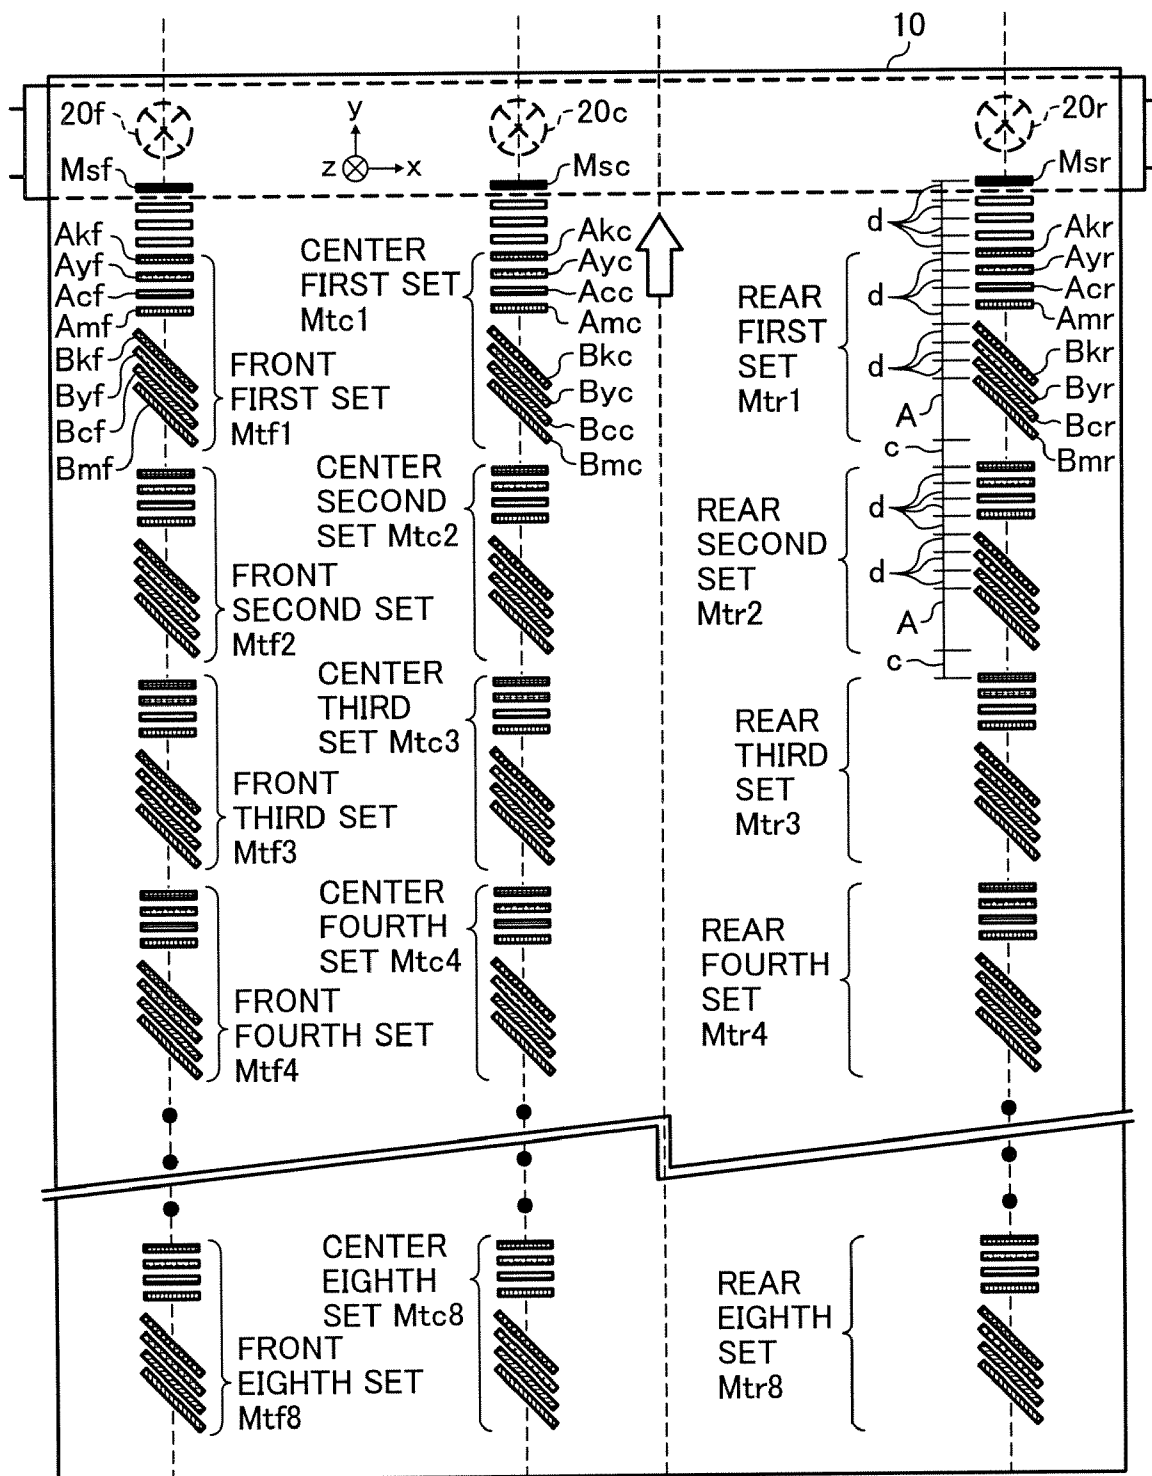 10
20f
20c
20r
y
z
x
Msf
Msc
Msr
Akf
Ayf
Acf
Amf
Bkf
Byf
Bcf
Bmf
FRONT
FIRST SET
Mtf1
CENTER
FIRST SET
Mtc1
Akc
Ayc
Acc
Amc
Bkc
Byc
Bcc
Bmc
REAR
FIRST
SET
Mtr1
d
d
d
A
c
Akr
Ayr
Acr
Amr
Bkr
Byr
Bcr
Bmr
FRONT
SECOND SET
Mtf2
CENTER
SECOND
SET Mtc2
REAR
SECOND
SET
Mtr2
d
d
A
c
FRONT
THIRD SET
Mtf3
CENTER
THIRD
SET Mtc3
REAR
THIRD
SET
Mtr3
FRONT
FOURTH SET
Mtf4
CENTER
FOURTH
SET Mtc4
REAR
FOURTH
SET
Mtr4
FRONT
EIGHTH SET
Mtf8
CENTER
EIGHTH
SET Mtc8
REAR
EIGHTH
SET
Mtr8